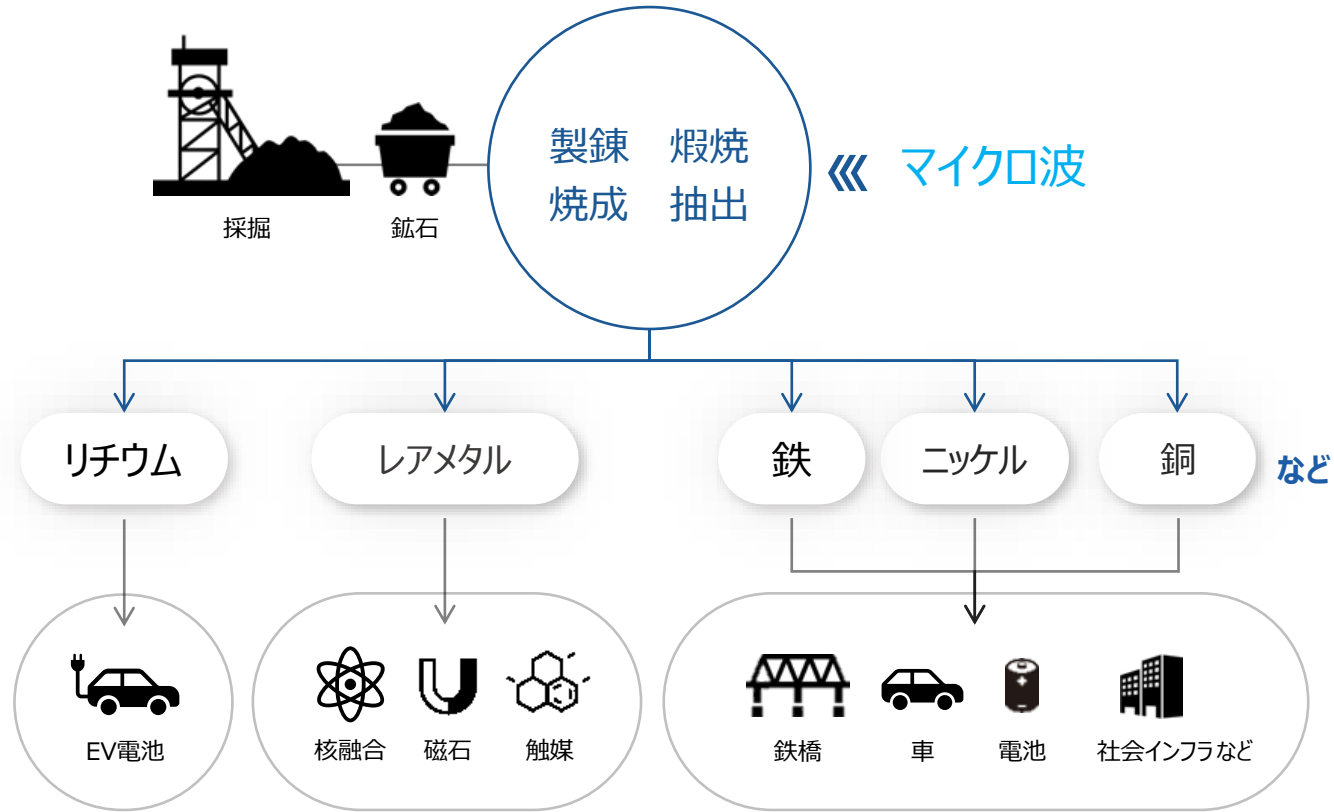 製錬 煆焼
焼成 抽出
マイクロ波
採掘
鉱石
リチウム
レアメタル
鉄
ニッケル
銅
など
EV電池
核融合
磁石
触媒
鉄橋
車
電池
社会インフラなど